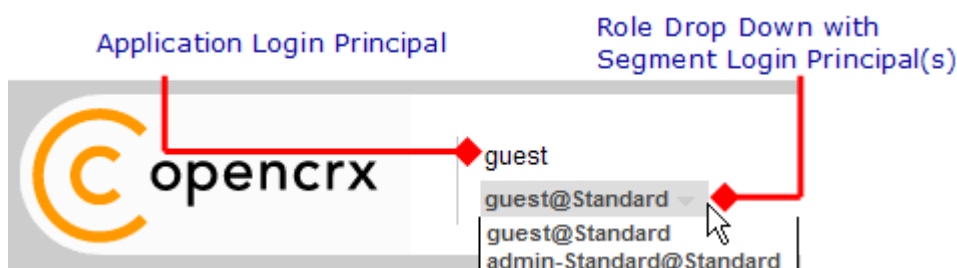 Application Login Principal
Role Drop Down with
Segment Login Principal(s)
opencrx
guest
guest@Standard
guest@Standard
admin-Standard@Standard